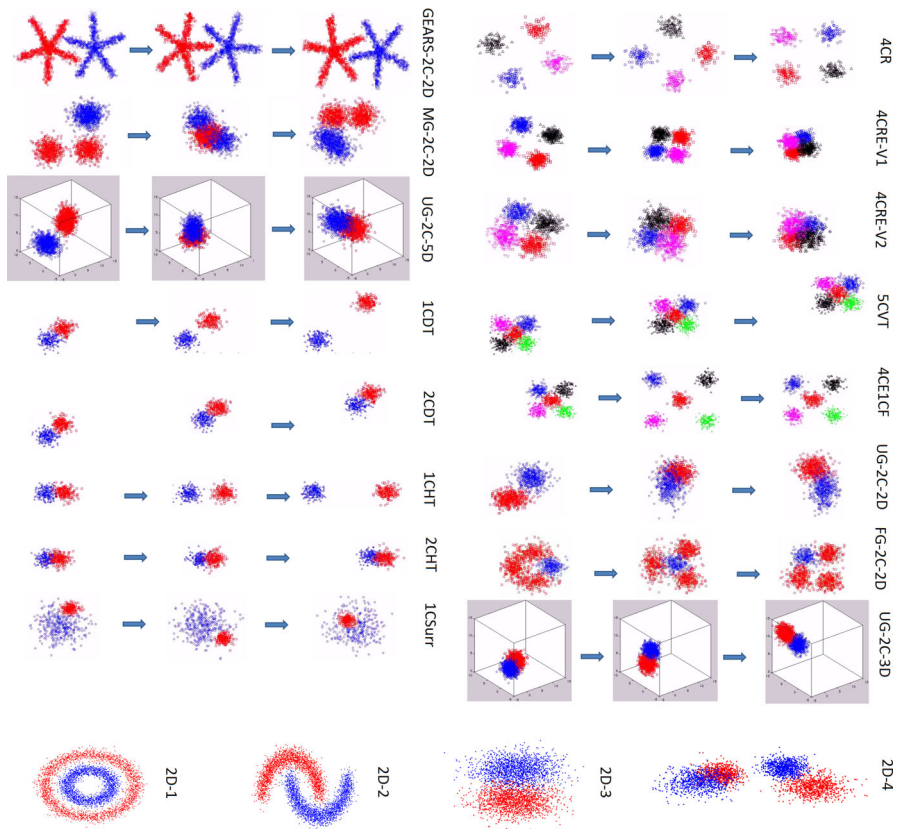 GEARS-2C-2D
MG-2C-2D
UG-2C-5D
1CDT
2CDT
1CHT
2CHT
1CSurr
4CR
4CRE-V1
4CRE-V2
5CVT
4CE1CF
UG-2C-2D
FG-2C-2D
UG-2C-3D
2D-1
2D-2
2D-3
2D-4